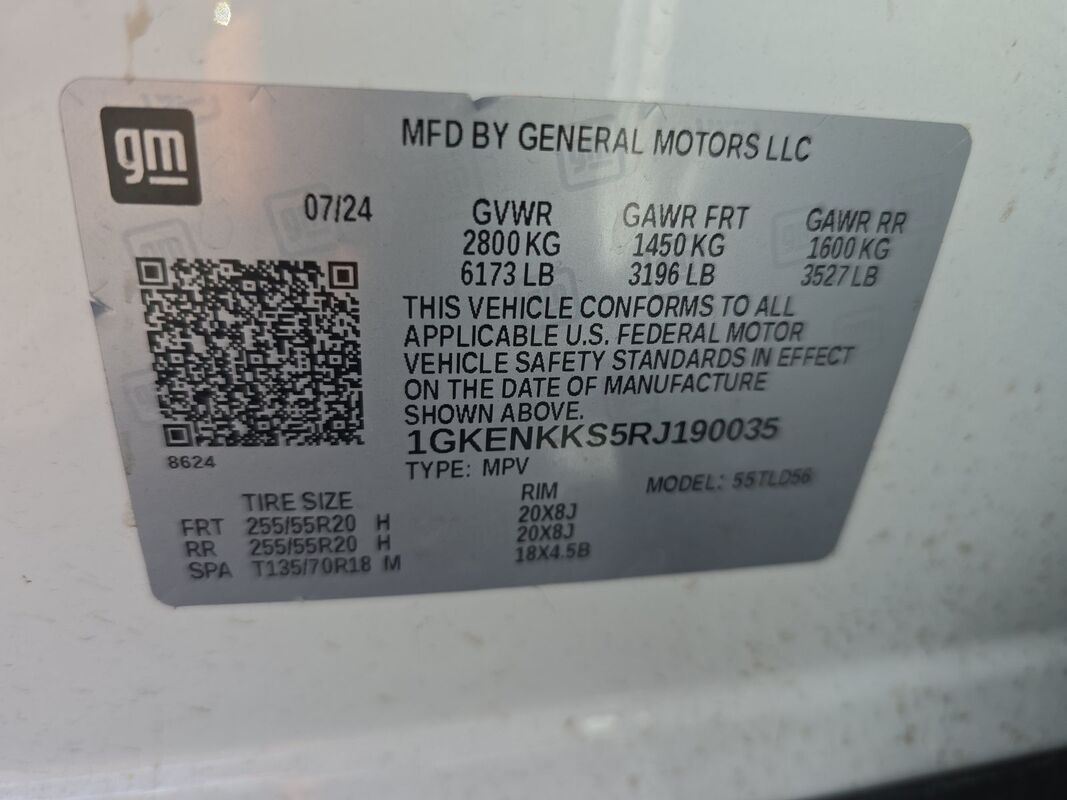 gm
MFD BY GENERAL MOTORS LLC
07/24
GVWR GAWR FRT GAWR RR
2800 KG 1450 KG 1600 KG
6173 LB 3196 LB 3527 LB
THIS VEHICLE CONFORMS TO ALL
APPLICABLE U.S. FEDERAL MOTOR
VEHICLE SAFETY STANDARDS IN EFFECT
ON THE DATE OF MANUFACTURE
SHOWN ABOVE.
1GKENKKS5RJ190035
8624
TYPE: MPV MODEL: 55TLD56
TIRE SIZE RIM
FRT 255/55R20 H 20X8J
RR 255/55R20 H 20X8J
SPA T135/70R18 M 18X4.5B